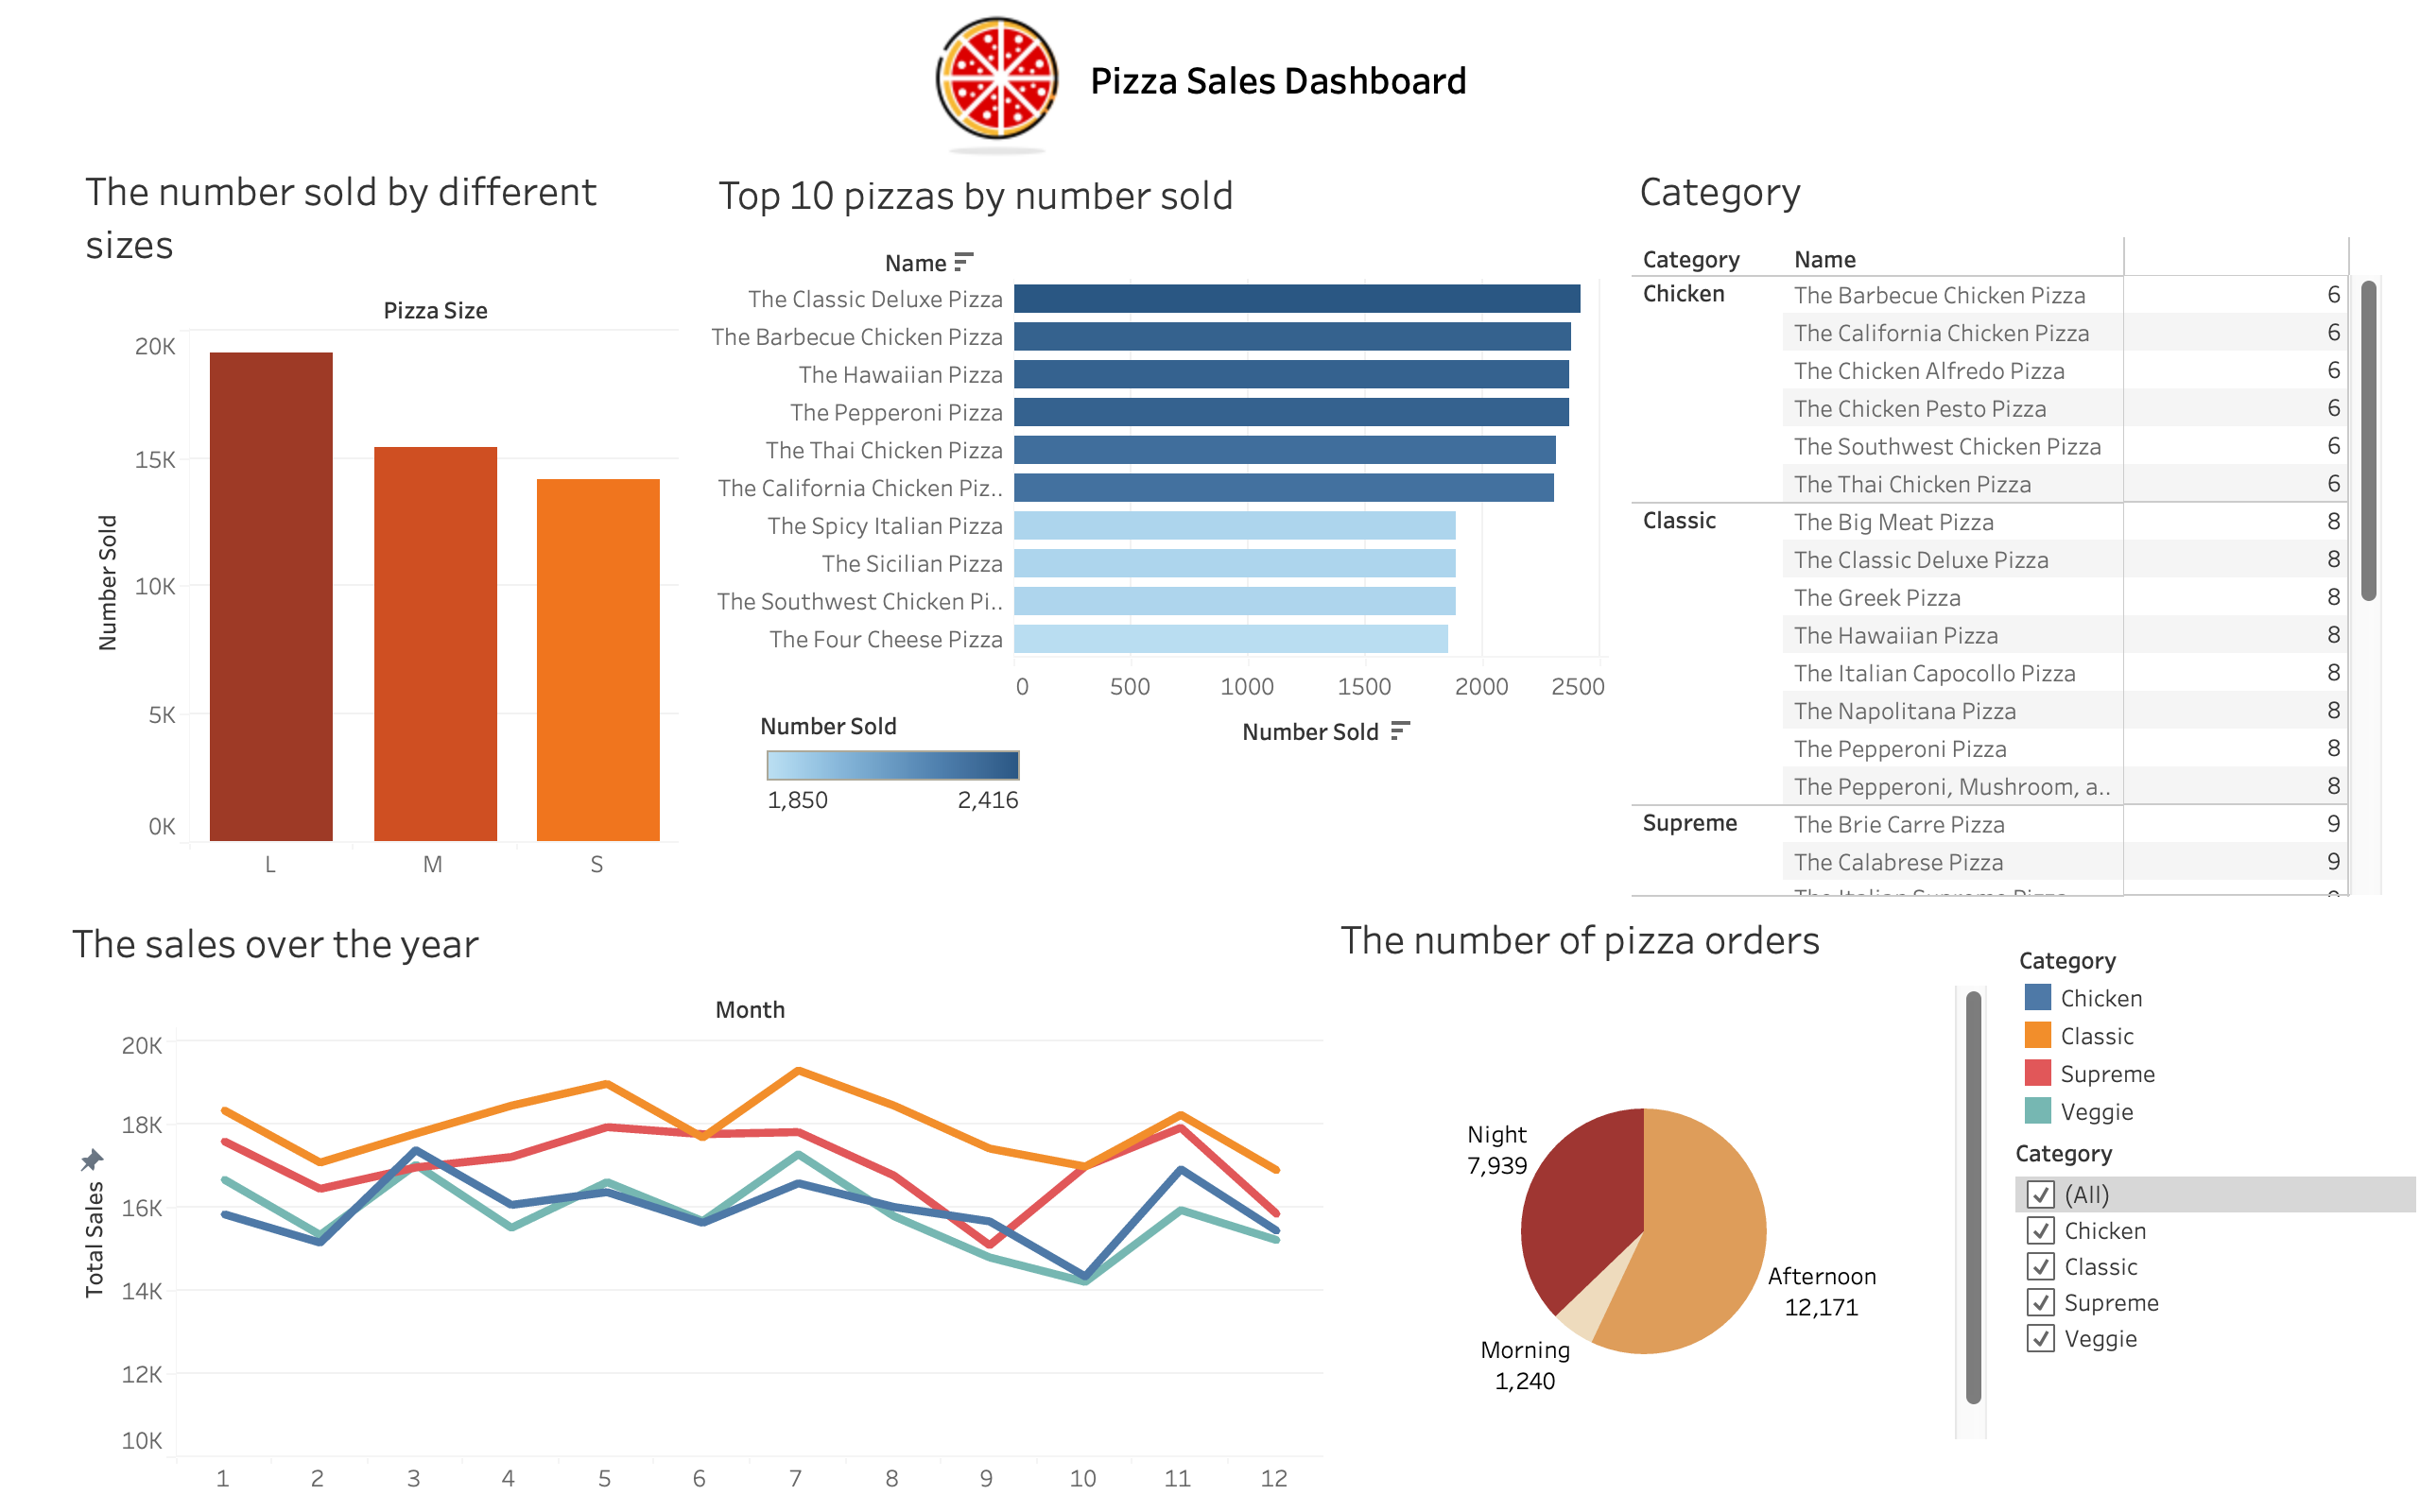 Pizza Sales Dashboard
The number sold by different
sizes
Pizza Size
Number Sold
20K
15K
10K
5K
0K
L M S
Top 10 pizzas by number sold
Name
The Classic Deluxe Pizza
The Barbecue Chicken Pizza
The Hawaiian Pizza
The Pepperoni Pizza
The Thai Chicken Pizza
The California Chicken Piz..
The Spicy Italian Pizza
The Sicilian Pizza
The Southwest Chicken Pi..
The Four Cheese Pizza
0 500 1000 1500 2000 2500
Number Sold
Number Sold
1,850 2,416
Category
Category Name
Chicken The Barbecue Chicken Pizza 6
The California Chicken Pizza 6
The Chicken Alfredo Pizza 6
The Chicken Pesto Pizza 6
The Southwest Chicken Pizza 6
The Thai Chicken Pizza 6
Classic The Big Meat Pizza 8
The Classic Deluxe Pizza 8
The Greek Pizza 8
The Hawaiian Pizza 8
The Italian Capocollo Pizza 8
The Napolitana Pizza 8
The Pepperoni Pizza 8
The Pepperoni, Mushroom, a.. 8
Supreme The Brie Carre Pizza 9
The Calabrese Pizza 9
The sales over the year
Month
Total Sales
20K
18K
16K
14K
12K
10K
1 2 3 4 5 6 7 8 9 10 11 12
The number of pizza orders
Night
7,939
Afternoon
12,171
Morning
1,240
Category
Chicken
Classic
Supreme
Veggie
Category
(All)
Chicken
Classic
Supreme
Veggie